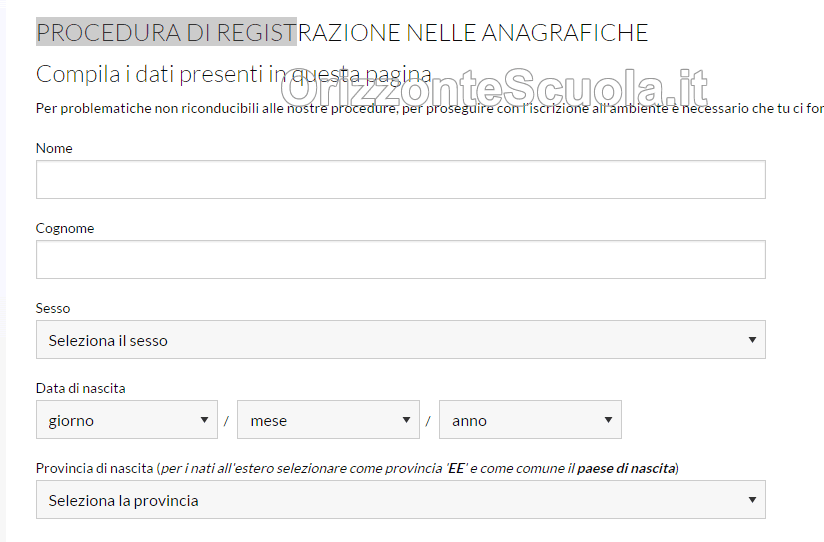 PROCEDURA DI REGISTRAZIONE NELLE ANAGRAFICHE
Compila i dati presenti in questa pagina
OrizzonteScuola.it
Per problematiche non riconducibili alle nostre procedure, per proseguire con l'iscrizione all'ambiente è necessario che tu ci for
Nome
Cognome
Sesso
Seleziona il sesso
Data di nascita
giorno / mese / anno
Provincia di nascita (per i nati all'estero selezionare come provincia 'EE' e come comune il paese di nascita)
Seleziona la provincia